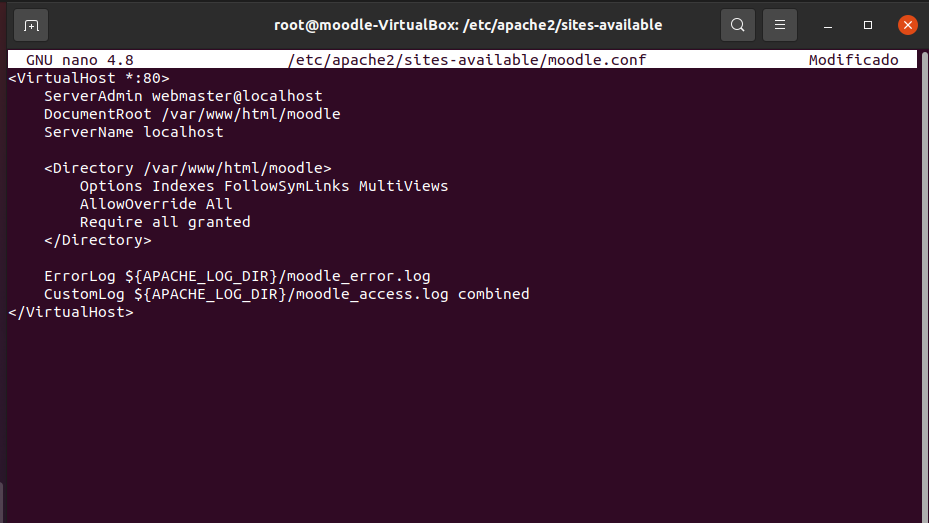 root@moodle-VirtualBox: /etc/apache2/sites-available
GNU nano 4.8 /etc/apache2/sites-available/moodle.conf Modificado
<VirtualHost *:80>
    ServerAdmin webmaster@localhost
    DocumentRoot /var/www/html/moodle
    ServerName localhost

    <Directory /var/www/html/moodle>
        Options Indexes FollowSymLinks MultiViews
        AllowOverride All
        Require all granted
    </Directory>

    ErrorLog ${APACHE_LOG_DIR}/moodle_error.log
    CustomLog ${APACHE_LOG_DIR}/moodle_access.log combined
</VirtualHost>